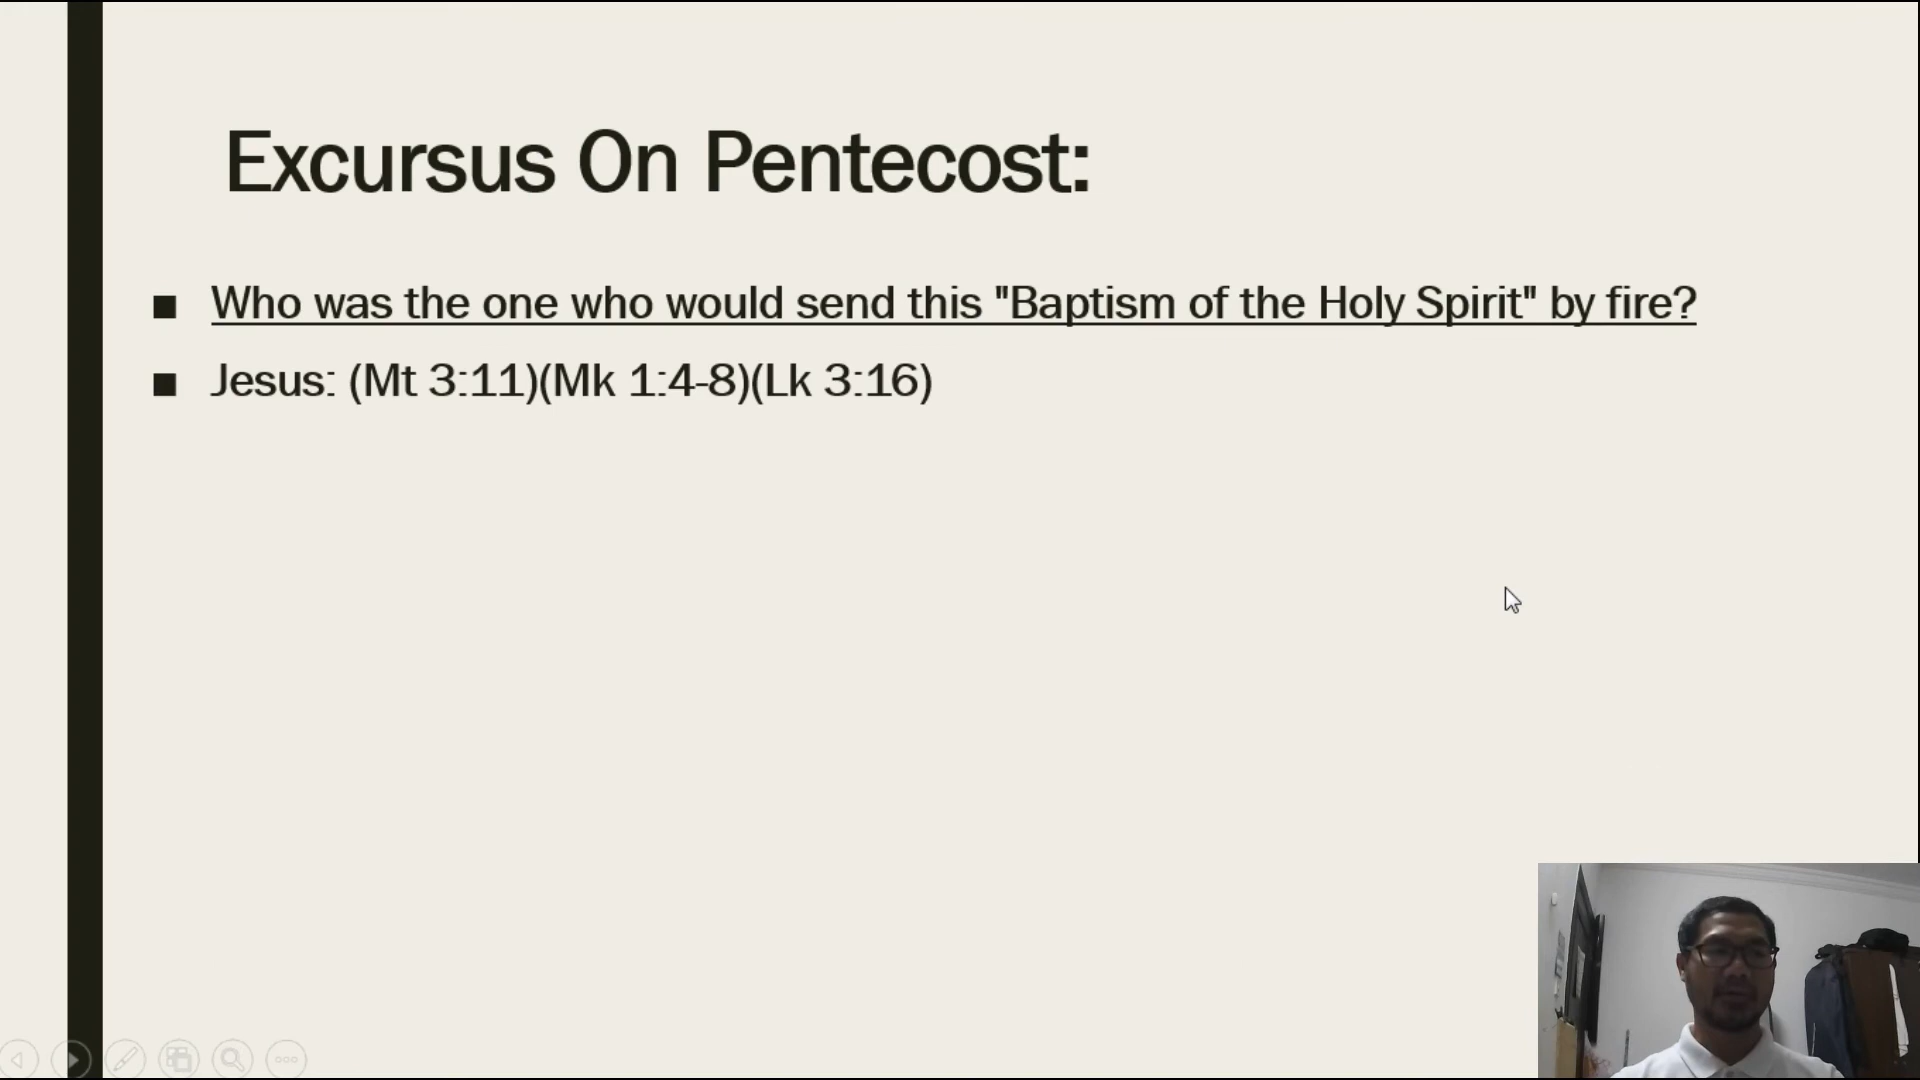 Excursus On Pentecost:
Who was the one who would send this "Baptism of the Holy Spirit" by fire?
Jesus: (Mt 3:11)(Mk 1:4-8)(Lk 3:16)